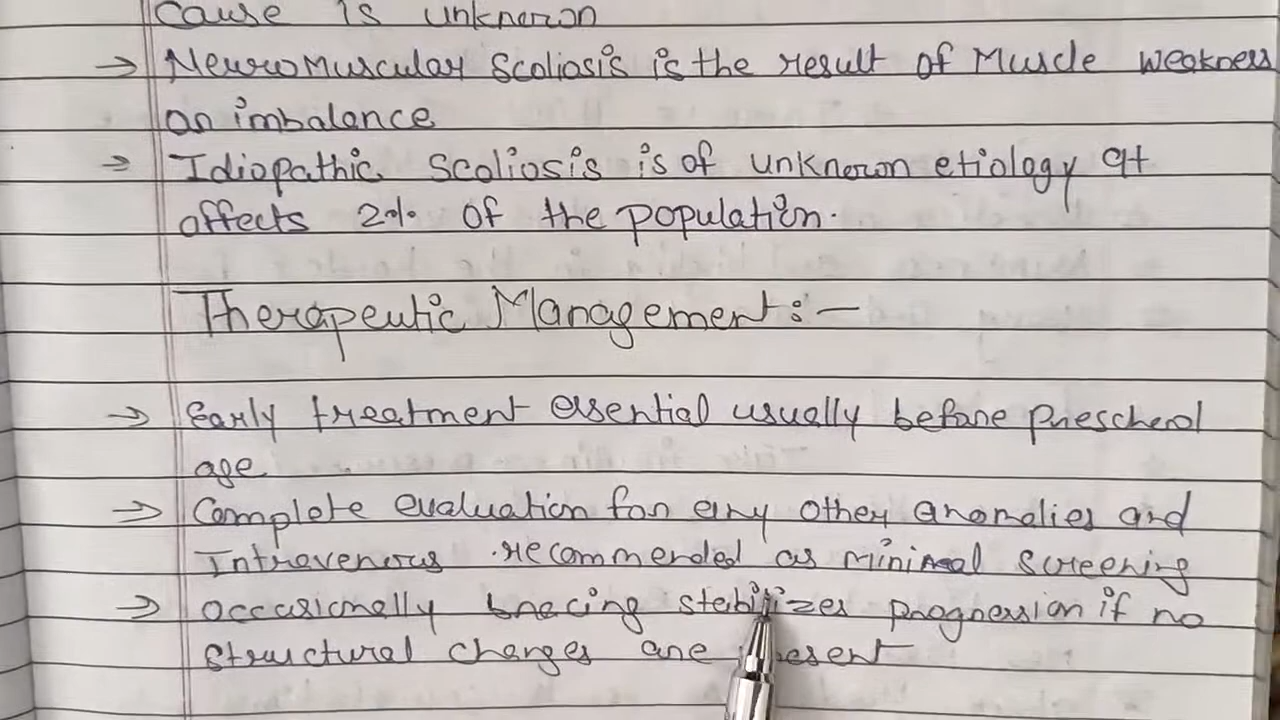 Cause is unknown
→ Neuromuscular Scoliosis is the result of Muscle weakness
or imbalance
→ Idiopathic Scoliosis is of unknown etiology It
affects 2% of the population.
Therapeutic Management:-
→ Early treatment essential usually before preschool
age
→ Complete evaluation for any other anomalies and
Intravenous recommended as minimal screening
→ occasionally bracing stabilizes progression if no
structural changes are present